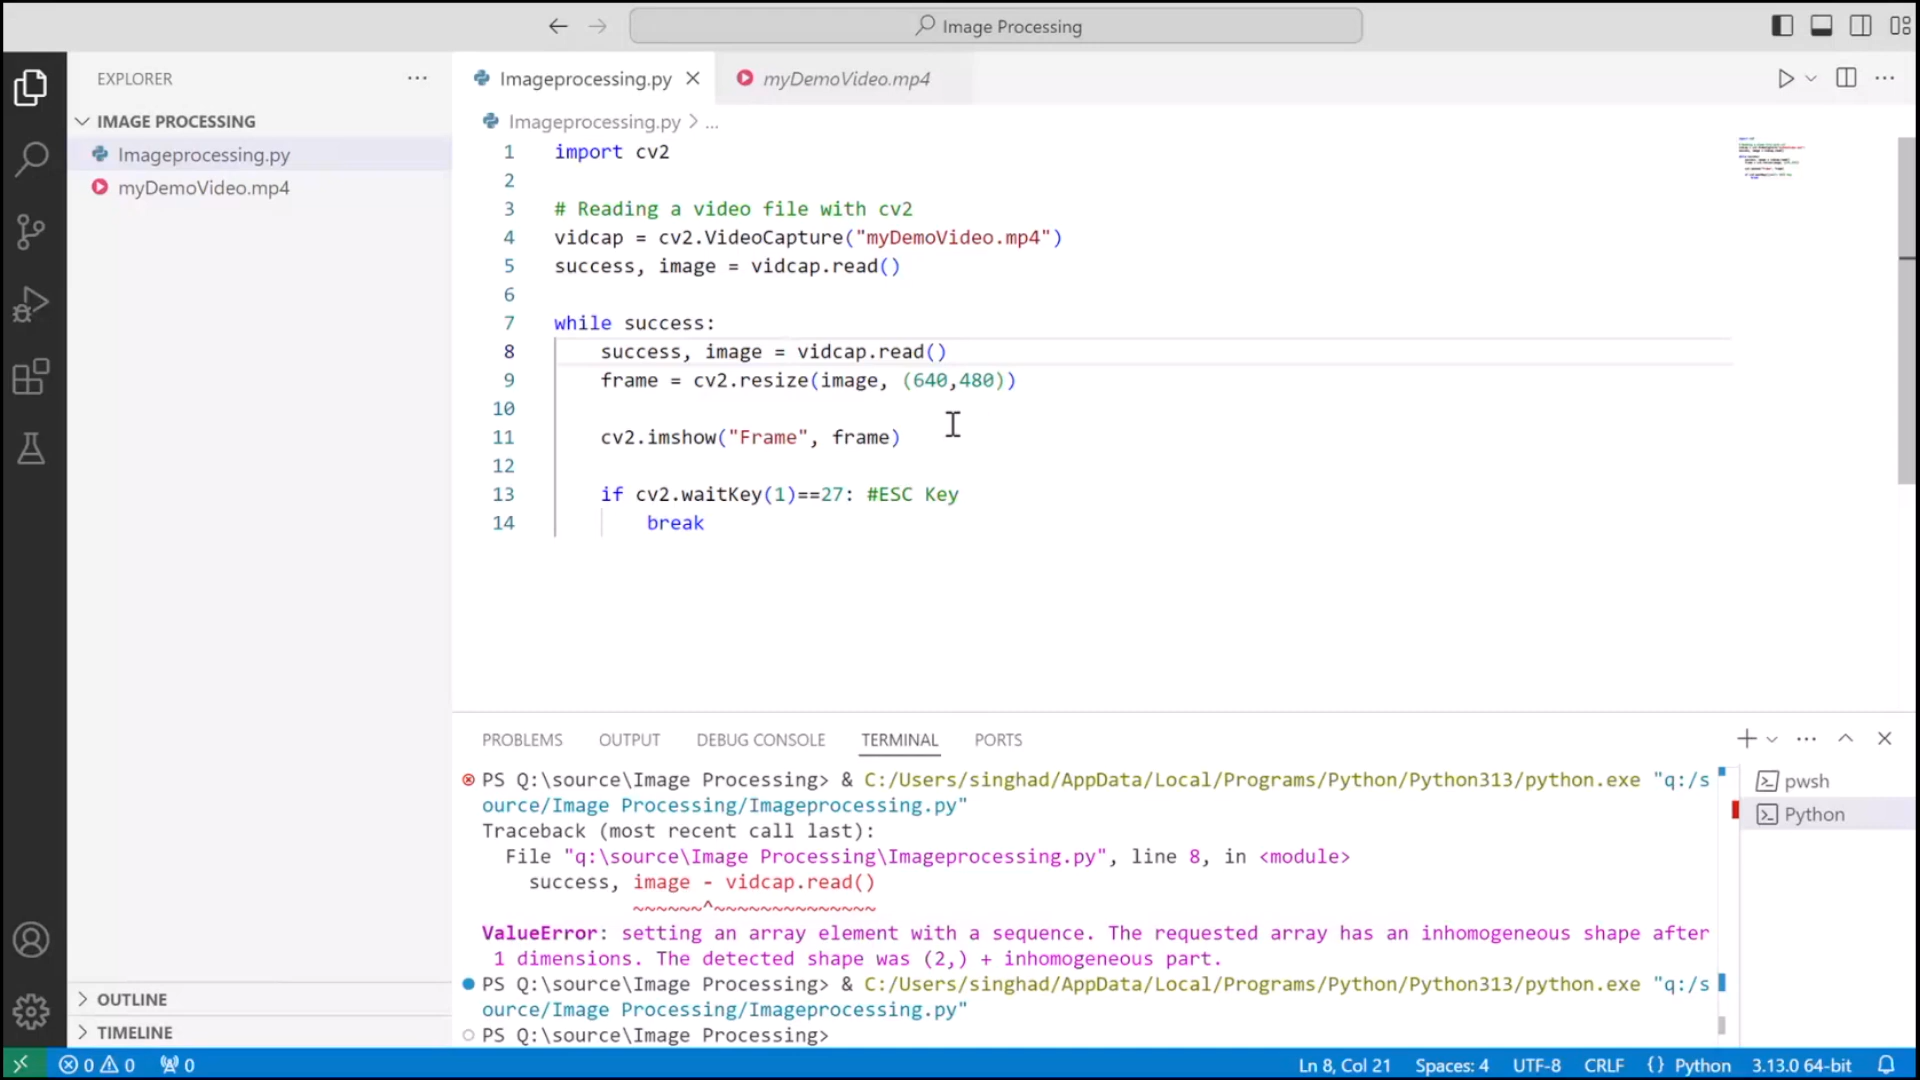 Image Processing
EXPLORER
IMAGE PROCESSING
Imageprocessing.py
myDemoVideo.mp4
OUTLINE
TIMELINE
Imageprocessing.py
myDemoVideo.mp4
Imageprocessing.py > ...
1 import cv2
2
3 # Reading a video file with cv2
4 vidcap = cv2.VideoCapture("myDemoVideo.mp4")
5 success, image = vidcap.read()
6
7 while success:
8 success, image = vidcap.read()
9 frame = cv2.resize(image, (640,480))
10
11 cv2.imshow("Frame", frame)
12
13 if cv2.waitKey(1)==27: #ESC Key
14 break
PROBLEMS OUTPUT DEBUG CONSOLE TERMINAL PORTS
PS Q:\source\Image Processing> & C:/Users/singhad/AppData/Local/Programs/Python/Python313/python.exe "q:/s
ource/Image Processing/Imageprocessing.py"
Traceback (most recent call last):
File "q:\source\Image Processing\Imageprocessing.py", line 8, in <module>
success, image - vidcap.read()
~~~~~~^~~~~~~~~~~~~~~
ValueError: setting an array element with a sequence. The requested array has an inhomogeneous shape after
1 dimensions. The detected shape was (2,) + inhomogeneous part.
PS Q:\source\Image Processing> & C:/Users/singhad/AppData/Local/Programs/Python/Python313/python.exe "q:/s
ource/Image Processing/Imageprocessing.py"
PS Q:\source\Image Processing>
pwsh
Python
0 0 0
Ln 8, Col 21 Spaces: 4 UTF-8 CRLF {} Python 3.13.0 64-bit